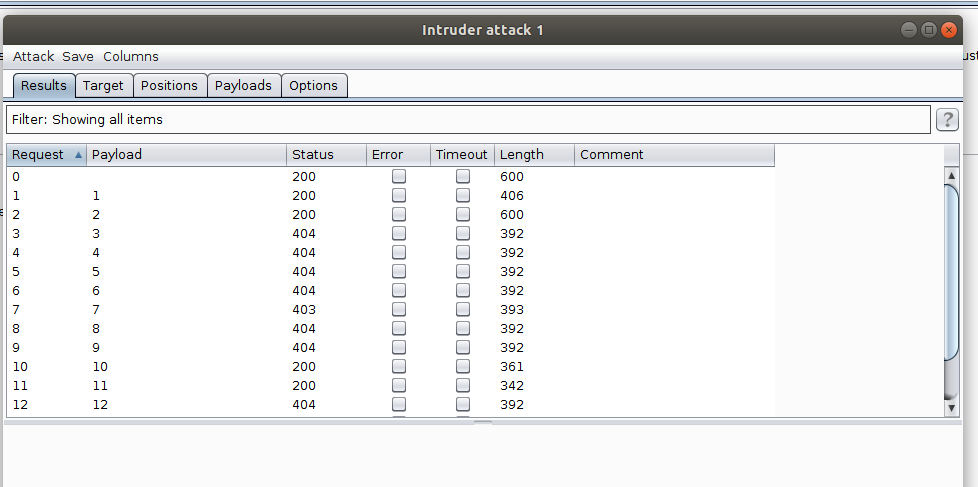 Intruder attack 1
Attack Save Columns
Results Target Positions Payloads Options
Filter: Showing all items
?
Request Payload Status Error Timeout Length Comment
0 200 600
1 1 200 406
2 2 200 600
3 3 404 392
4 4 404 392
5 5 404 392
6 6 404 392
7 7 403 393
8 8 404 392
9 9 404 392
10 10 200 361
11 11 200 342
12 12 404 392